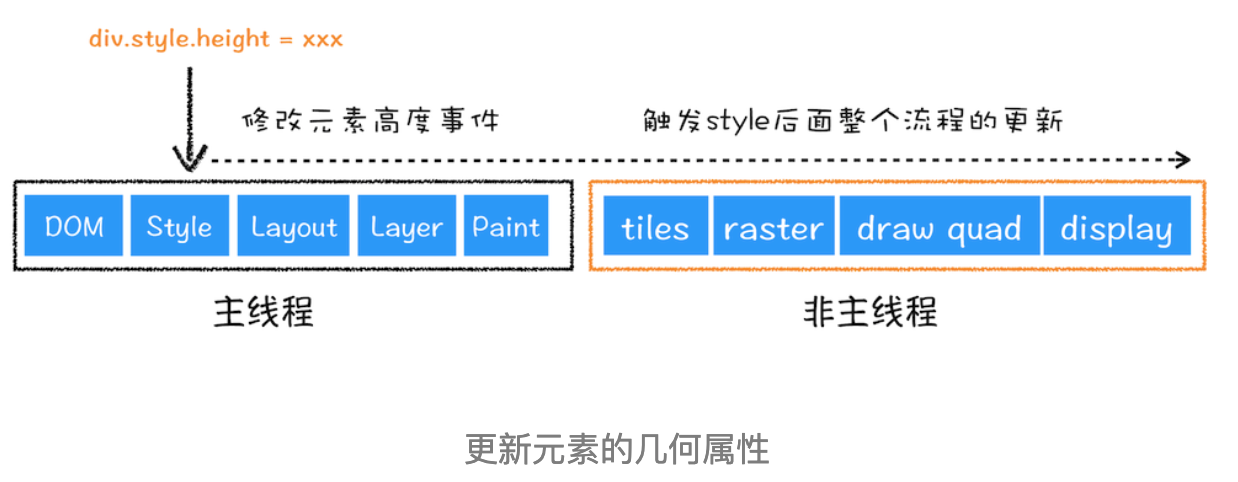 div.style.height = xxx
修改元素高度事件 触发style后面整个流程的更新
DOM Style Layout Layer Paint tiles raster draw quad display
主线程 非主线程
更新元素的几何属性